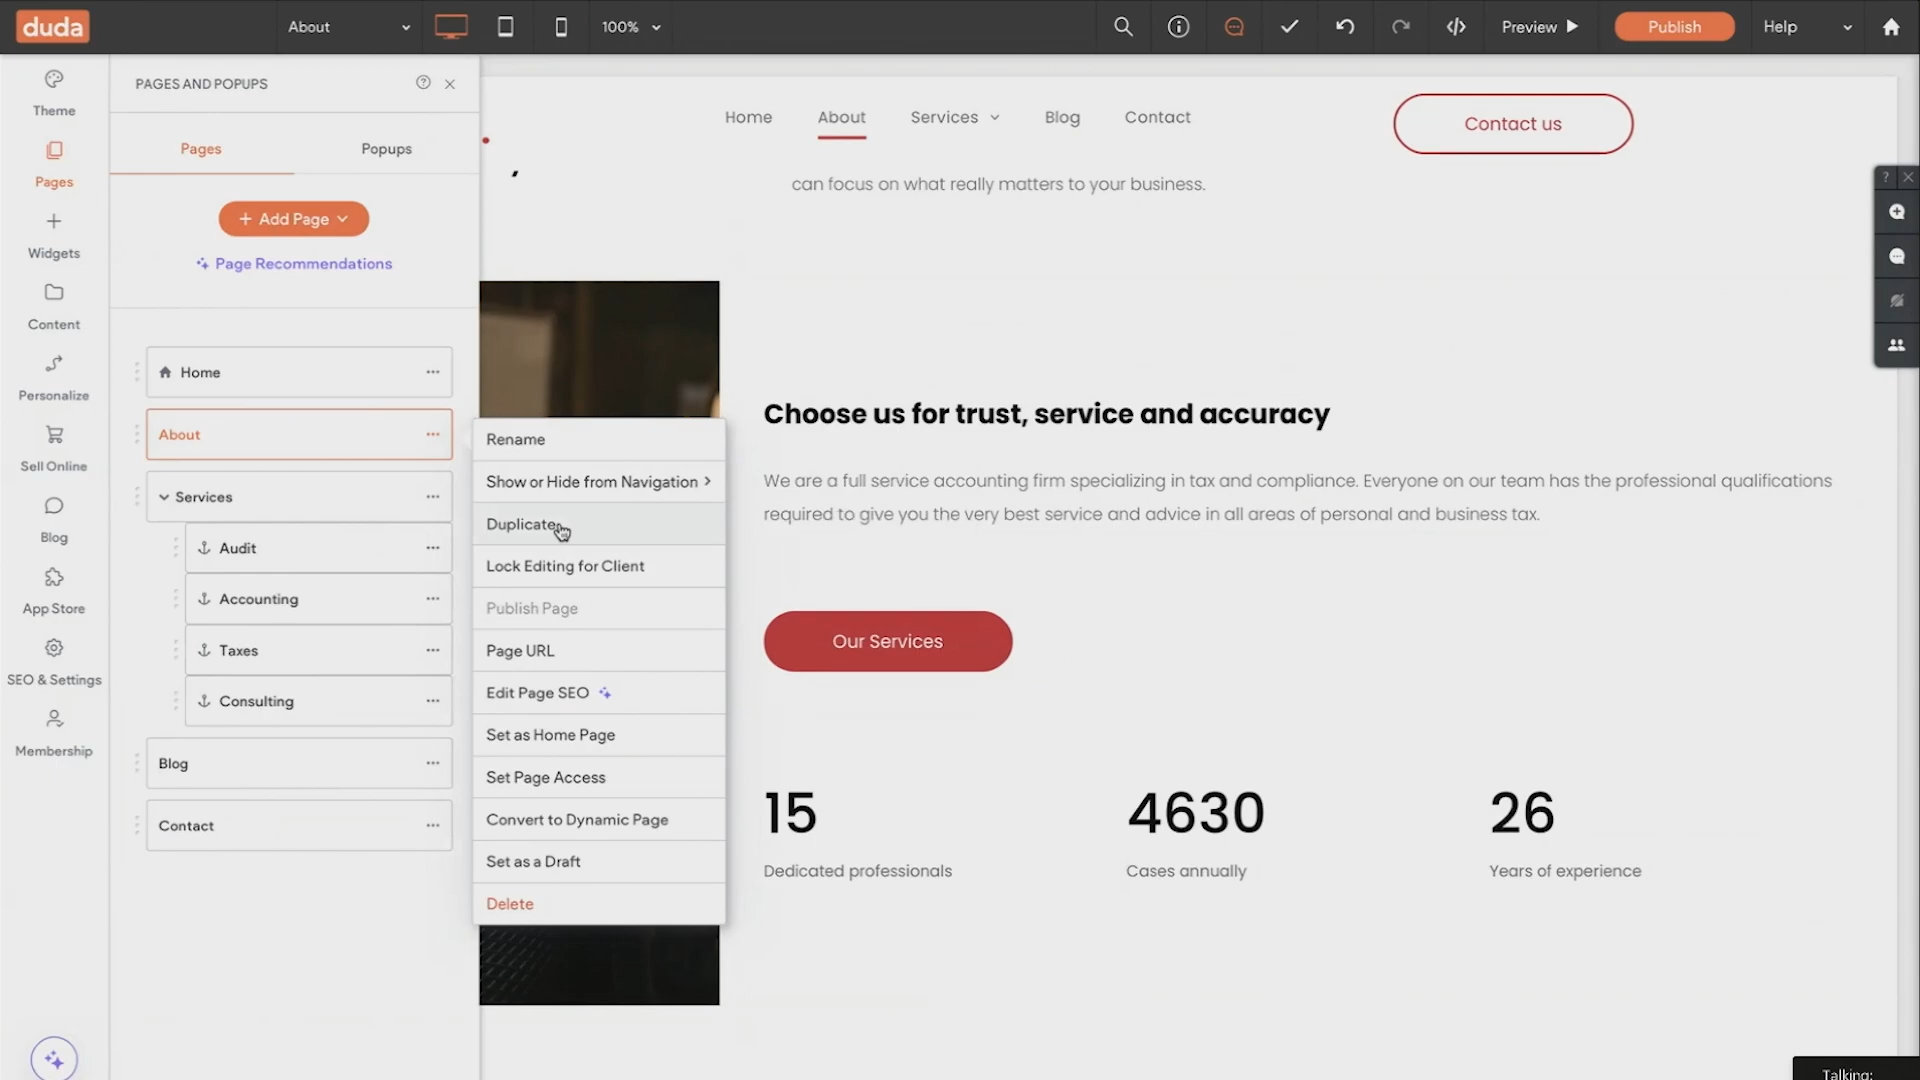 duda
About
100%
Preview
Publish
Help
Theme
Pages
Widgets
Content
Personalize
Sell Online
Blog
App Store
SEO & Settings
Membership
PAGES AND POPUPS
Pages
Popups
+ Add Page
Page Recommendations
Home
About
Services
Audit
Accounting
Taxes
Consulting
Blog
Contact
Rename
Show or Hide from Navigation
Duplicate
Lock Editing for Client
Publish Page
Page URL
Edit Page SEO
Set as Home Page
Set Page Access
Convert to Dynamic Page
Set as a Draft
Delete
Home
About
Services
Blog
Contact
Contact us
can focus on what really matters to your business.
Choose us for trust, service and accuracy
We are a full service accounting firm specializing in tax and compliance. Everyone on our team has the professional qualifications
required to give you the very best service and advice in all areas of personal and business tax.
Our Services
15
4630
26
Dedicated professionals
Cases annually
Years of experience
Talking: